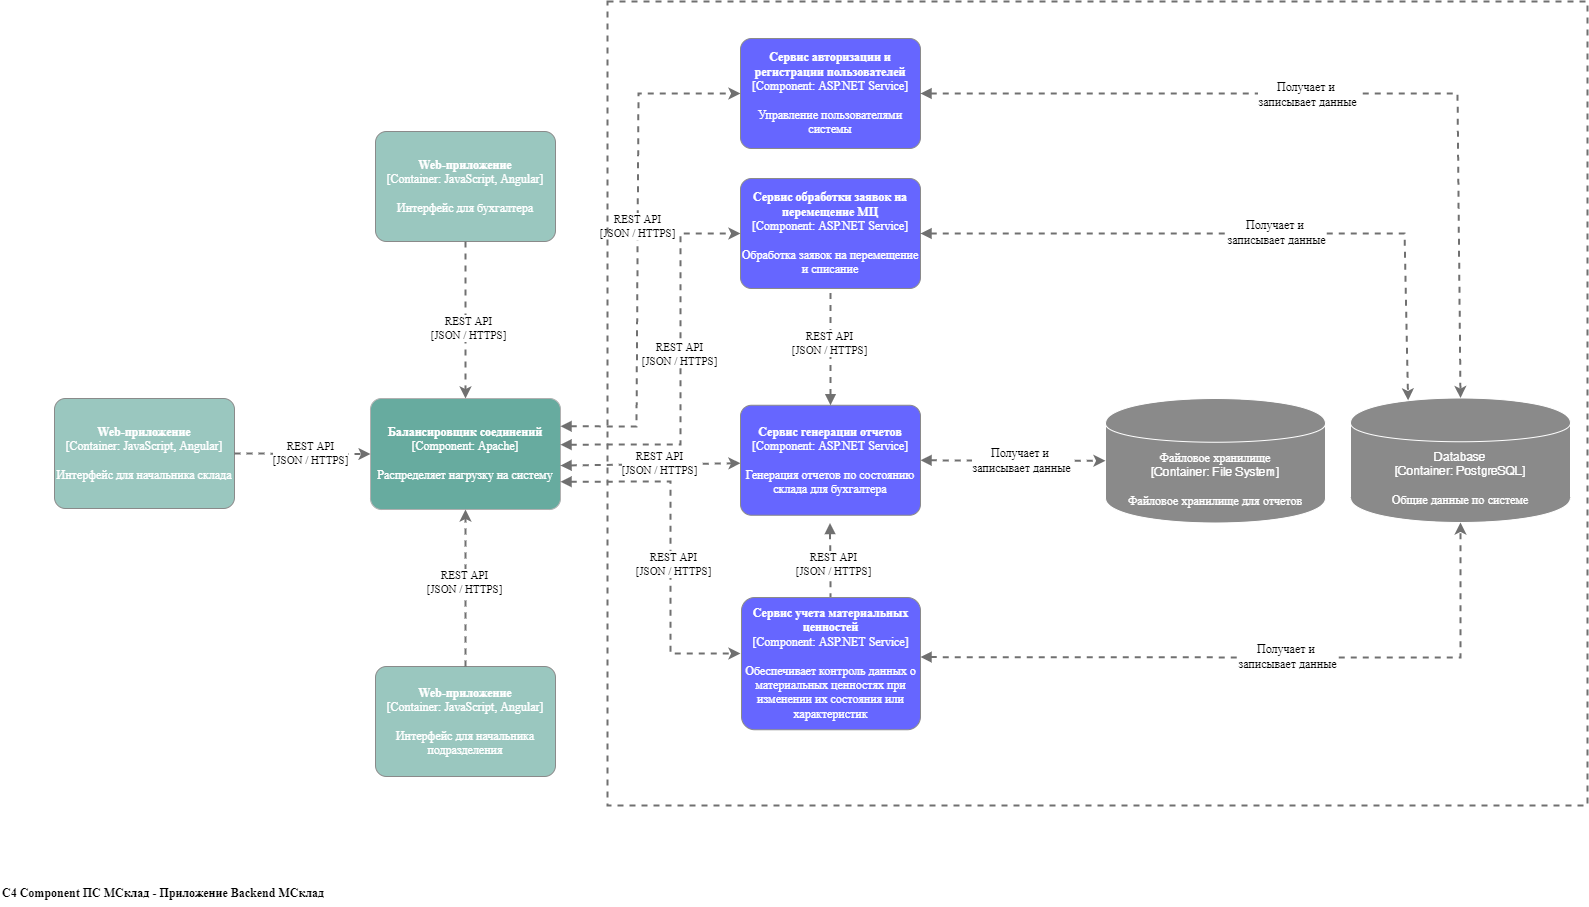 Сервис авторизации и
регистрации пользователей
[Component: ASP.NET Service]
Управление пользователями
системы
Получает и
записывает данные
Web-приложение
[Container: JavaScript, Angular]
Интерфейс для бухгалтера
Сервис обработки заявок на
перемещение МЦ
[Component: ASP.NET Service]
Обработка заявок на перемещение
и списание
REST API
[JSON / HTTPS]
Получает и
записывает данные
REST API
[JSON / HTTPS]
REST API
[JSON / HTTPS]
REST API
[JSON / HTTPS]
Web-приложение
[Container: JavaScript, Angular]
Интерфейс для начальника склада
REST API
[JSON / HTTPS]
Балансировщик соединений
[Component: Apache]
Распределяет нагрузку на систему
REST API
[JSON / HTTPS]
Сервис генерации отчетов
[Component: ASP.NET Service]
Генерация отчетов по состоянию
склада для бухгалтера
Получает и
записывает данные
Файловое хранилище
[Container: File System]
Файловое хранилище для отчетов
Database
[Container: PostgreSQL]
Общие данные по системе
REST API
[JSON / HTTPS]
REST API
[JSON / HTTPS]
REST API
[JSON / HTTPS]
Сервис учета материальных
ценностей
[Component: ASP.NET Service]
Обеспечивает контроль данных о
материальных ценностях при
изменении их состояния или
характеристик
Получает и
записывает данные
Web-приложение
[Container: JavaScript, Angular]
Интерфейс для начальника
подразделения
C4 Component ПС МСклад - Приложение Backend МСклад